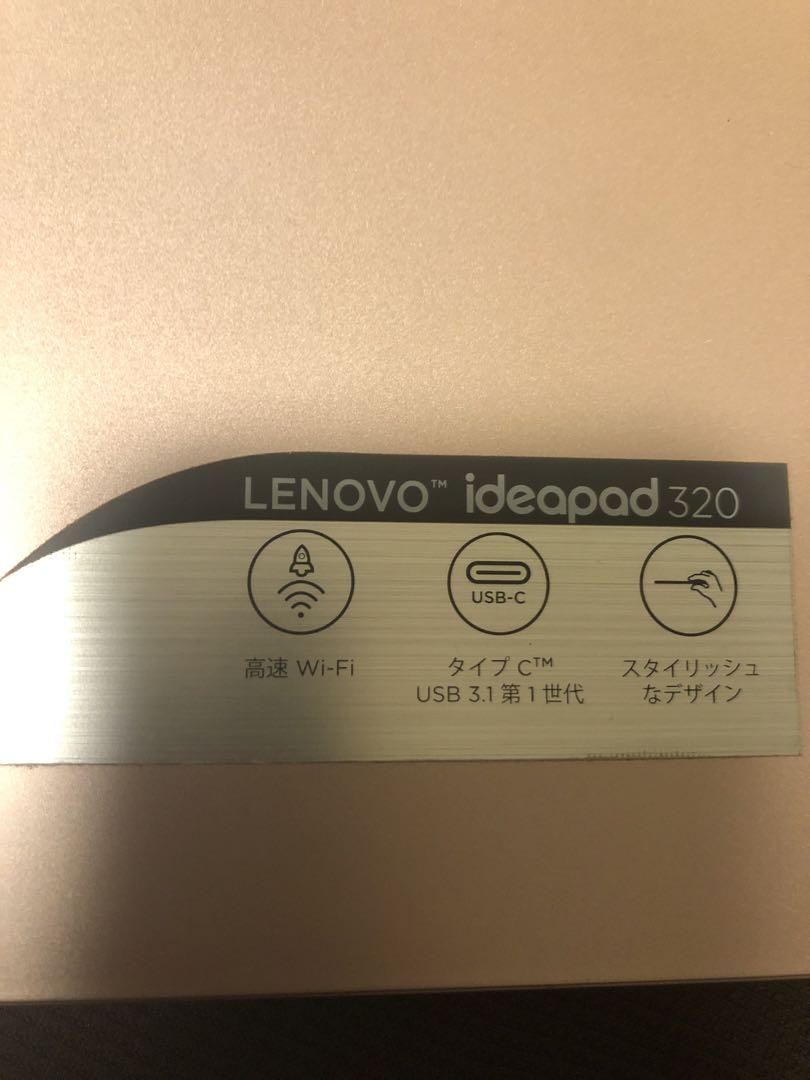 LENOVO™ ideapad 320
USB-C
高速 Wi-Fi
タイプ C™
USB 3.1 第 1 世代
スタイリッシュ
なデザイン